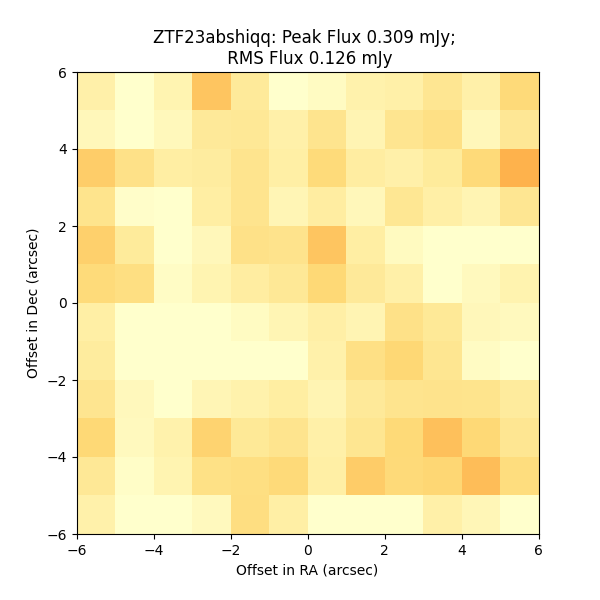 ZTF23abshiqq: Peak Flux 0.309 mJy;
RMS Flux 0.126 mJy
6
4
2
0
−2
−4
−6
Offset in Dec (arcsec)
−6 −4 −2 0 2 4 6
Offset in RA (arcsec)